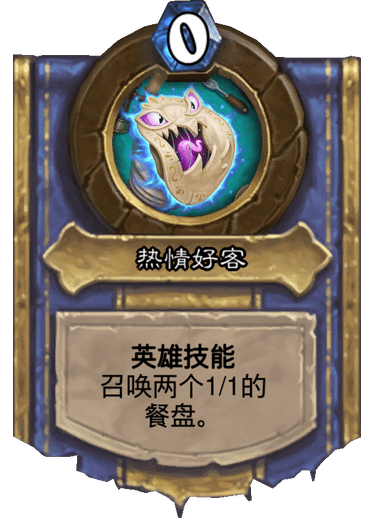 0
热情好客
英雄技能
召唤两个1/1的
餐盘。